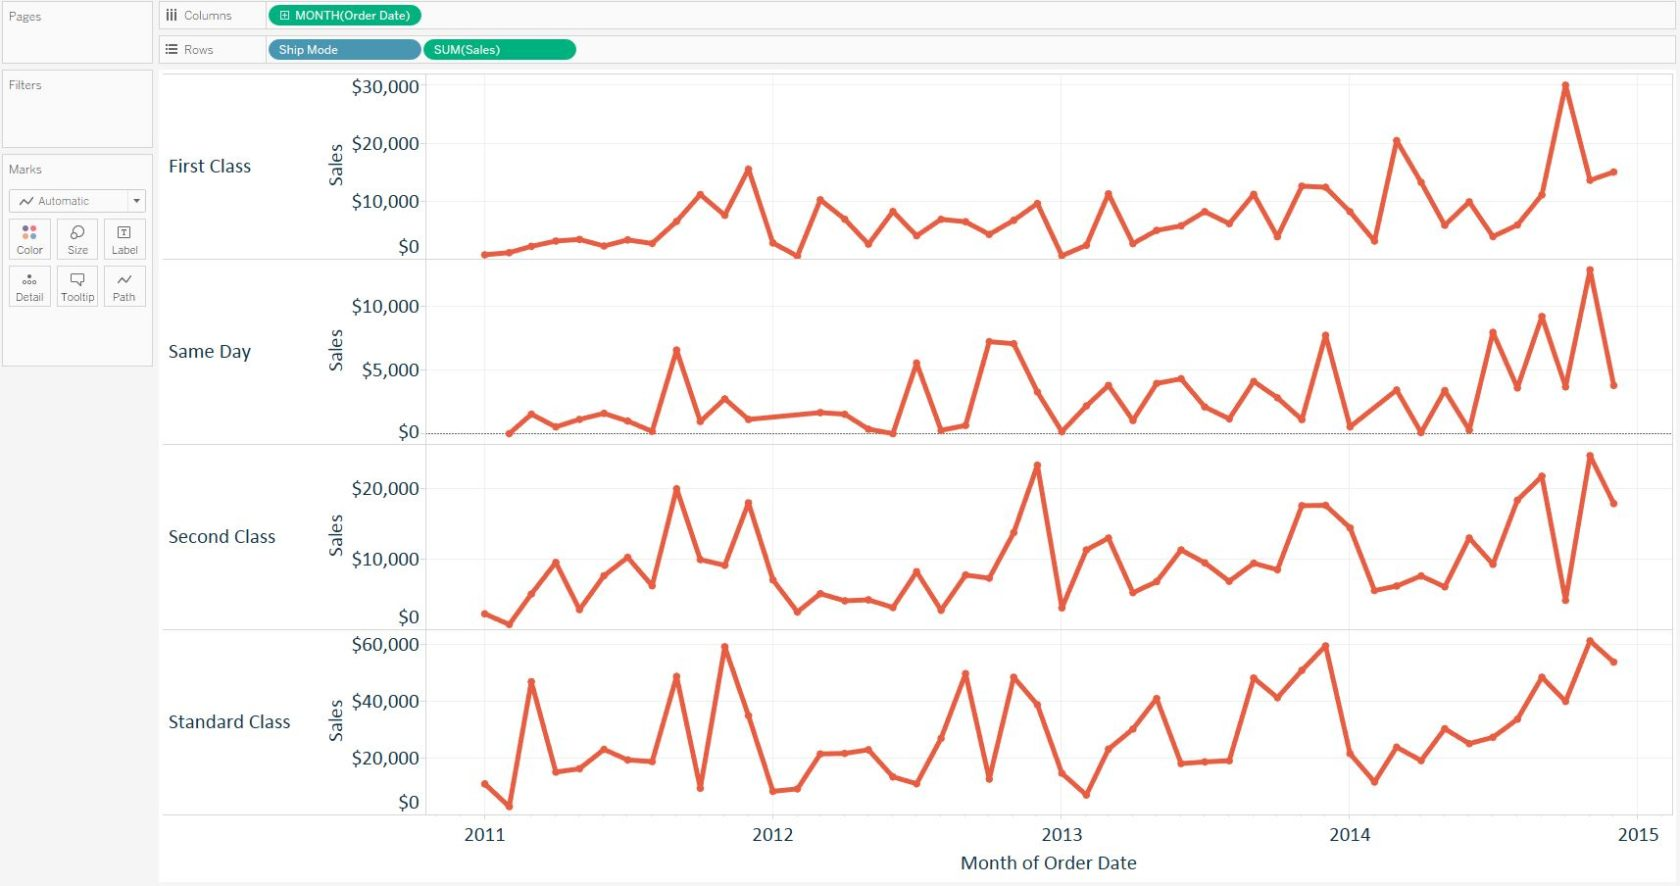 Pages
Columns
MONTH(Order Date)
Rows
Ship Mode
SUM(Sales)
Filters
Marks
Automatic
Color
Size
Label
Detail
Tooltip
Path
First Class
Sales
$30,000
$20,000
$10,000
$0
Same Day
Sales
$10,000
$5,000
$0
Second Class
Sales
$20,000
$10,000
$0
Standard Class
Sales
$60,000
$40,000
$20,000
$0
2011 2012 2013 2014 2015
Month of Order Date